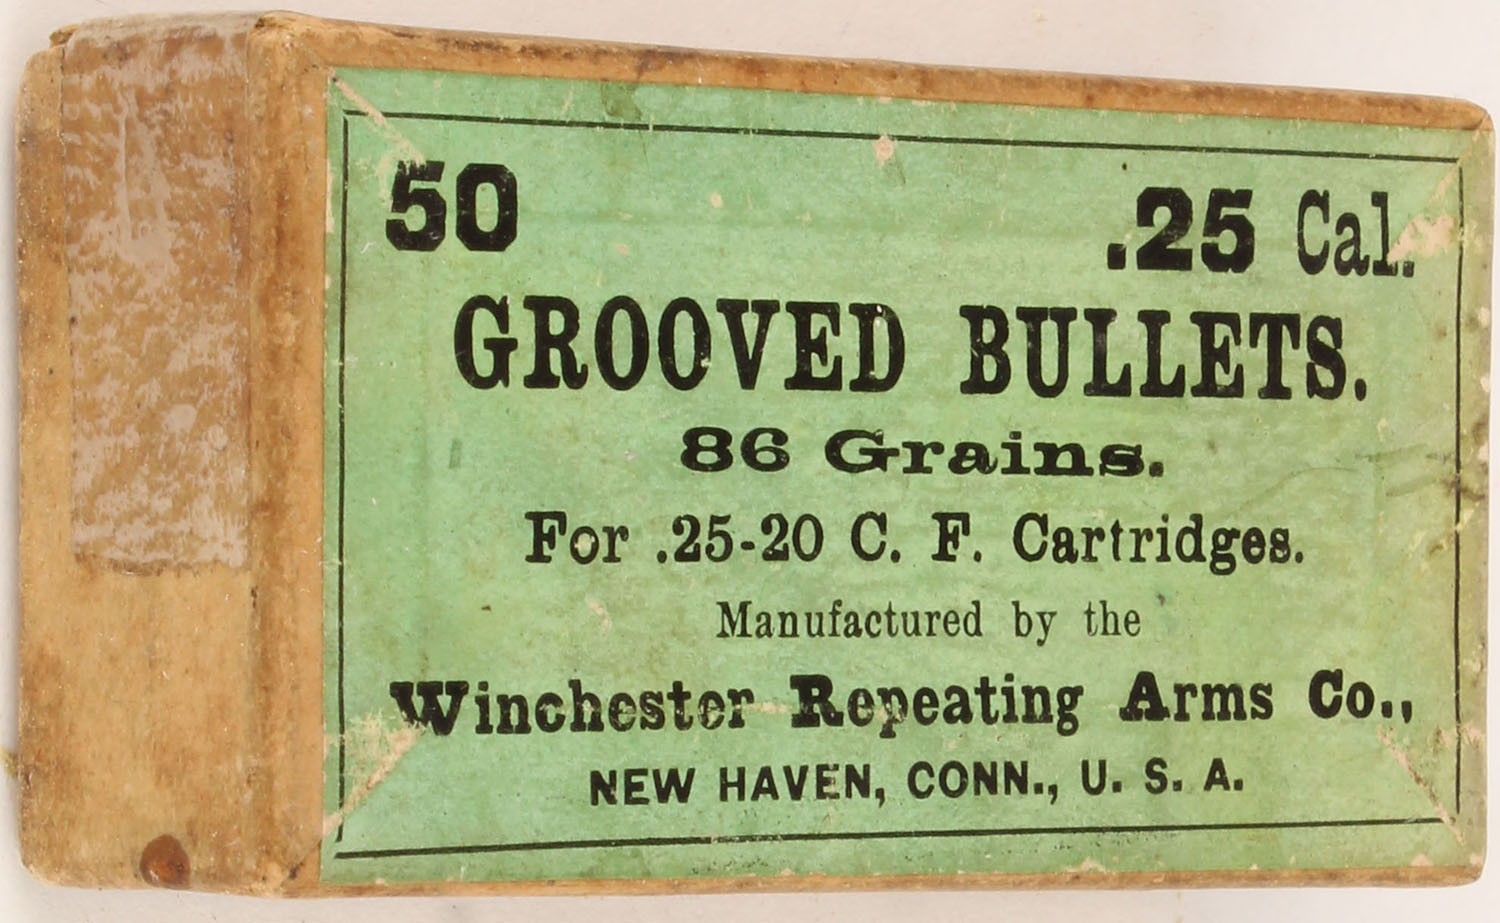 50 .25 Cal.
GROOVED BULLETS.
86 Grains.
For .25-20 C. F. Cartridges.
Manufactured by the
Winchester Repeating Arms Co.,
NEW HAVEN, CONN., U. S. A.